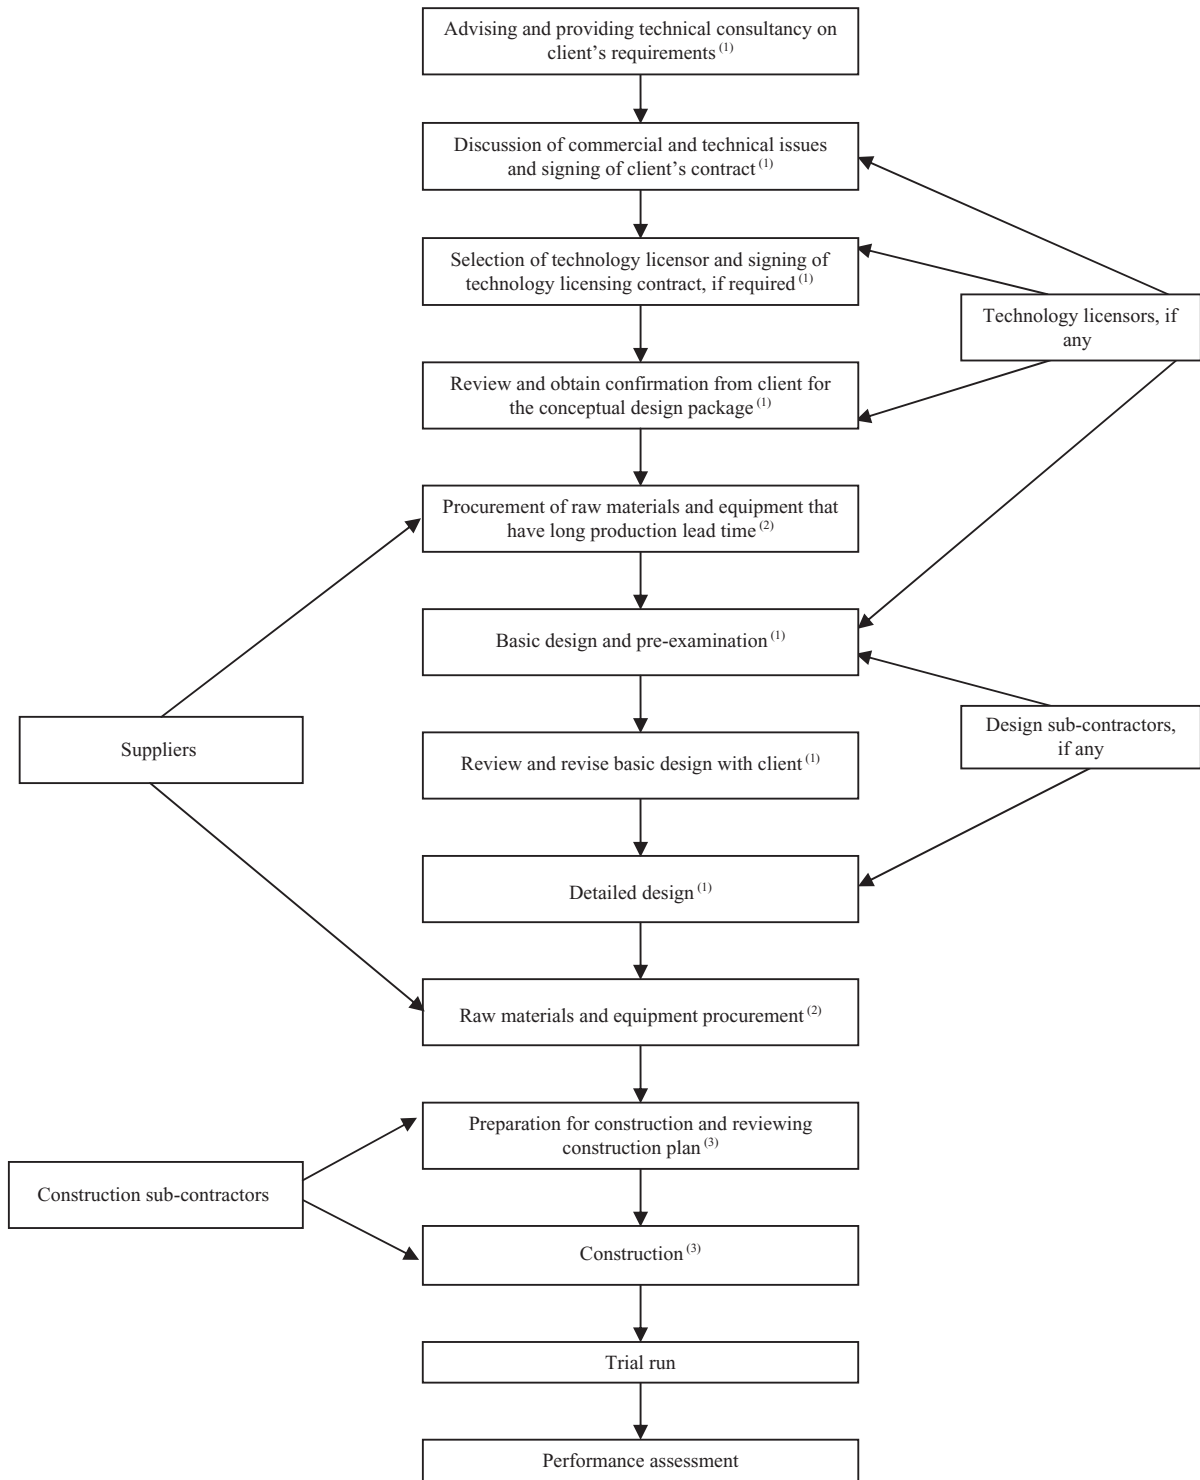 Advising and providing technical consultancy on
client’s requirements (1)
Discussion of commercial and technical issues
and signing of client’s contract (1)
Selection of technology licensor and signing of
technology licensing contract, if required (1)
Technology licensors, if
any
Review and obtain confirmation from client for
the conceptual design package (1)
Procurement of raw materials and equipment that
have long production lead time (2)
Basic design and pre-examination (1)
Suppliers
Review and revise basic design with client (1)
Design sub-contractors,
if any
Detailed design (1)
Raw materials and equipment procurement (2)
Preparation for construction and reviewing
construction plan (3)
Construction sub-contractors
Construction (3)
Trial run
Performance assessment